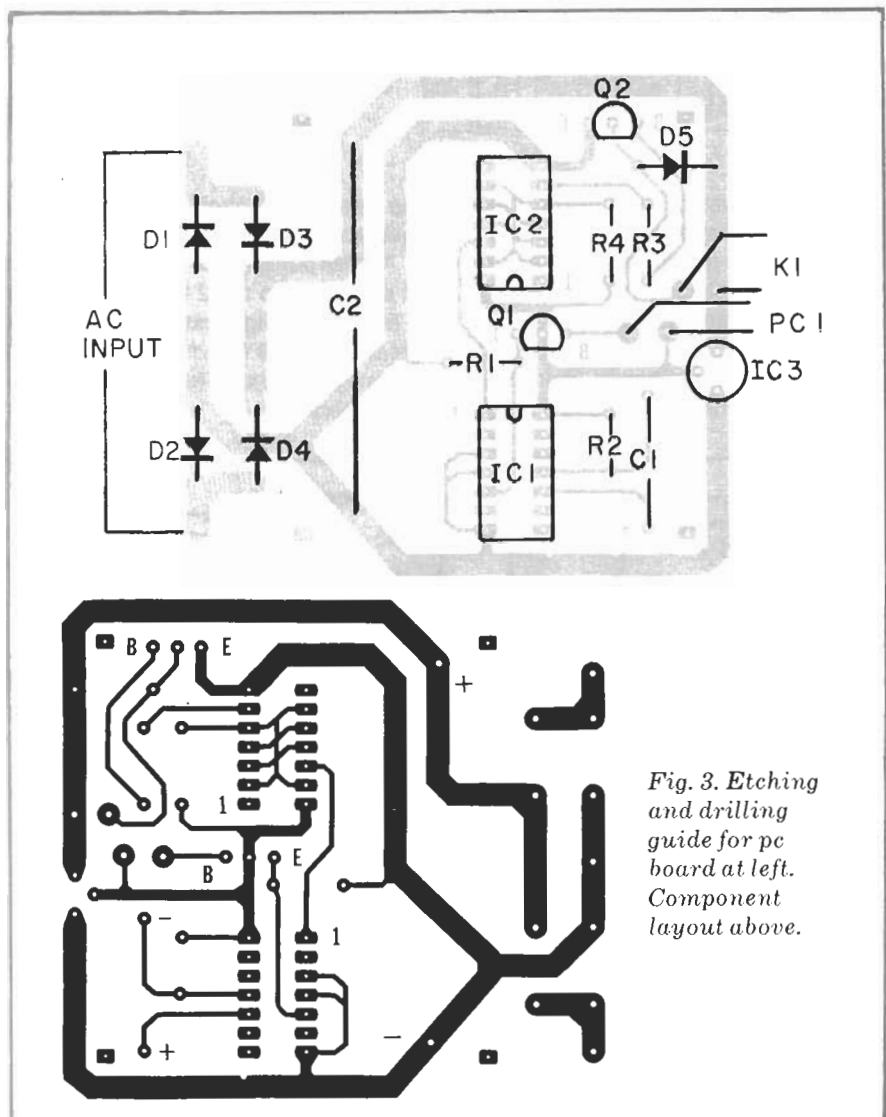 Q2
D5
D1
D3
IC2
R4
R3
C2
K1
Q1
AC
INPUT
PC1
R1
IC3
D2
D4
IC1
R2
C1
B
E
+
1
B
E
-
1
+
-
Fig. 3. Etching
and drilling
guide for pc
board at left.
Component
layout above.